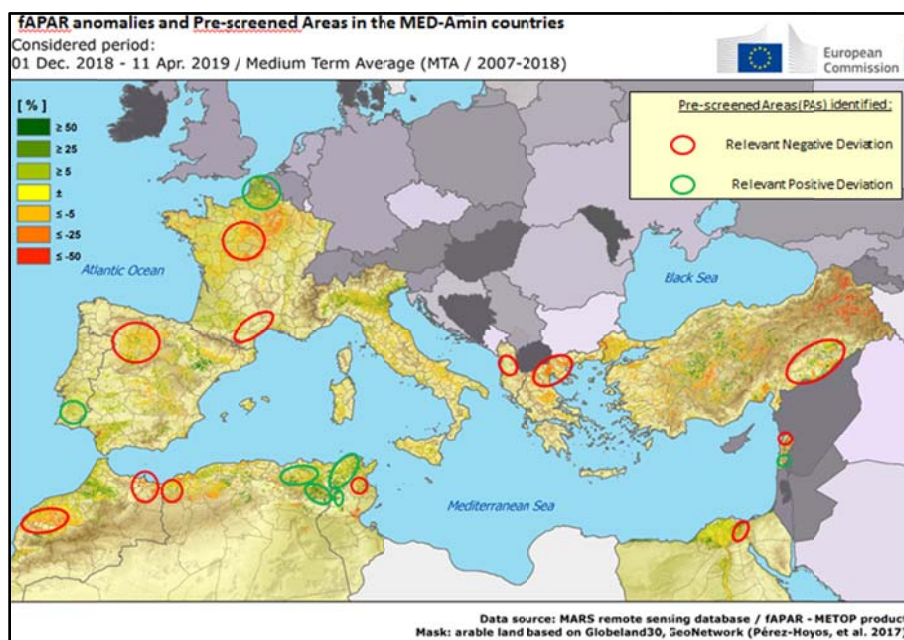 fAPAR anomalies and Pre-screened Areas in the MED-Amin countries
Considered period:
01 Dec. 2018 - 11 Apr. 2019 / Medium Term Average (MTA / 2007-2018)
European
Commission
[ % ]
≥ 50
≥ 25
≥ 5
±
≤ -5
≤ -25
≤ -50
Pre-screened Areas(PAs) identified:
Relevant Negative Deviation
Relevant Positive Deviation
Atlantic Ocean
Black Sea
Mediterranean Sea
Data source: MARS remote sensing database / fAPAR - METOP product
Mask: arable land based on Globeland30, GeoNetwork (Pérez-Hoyos, et al. 2017)